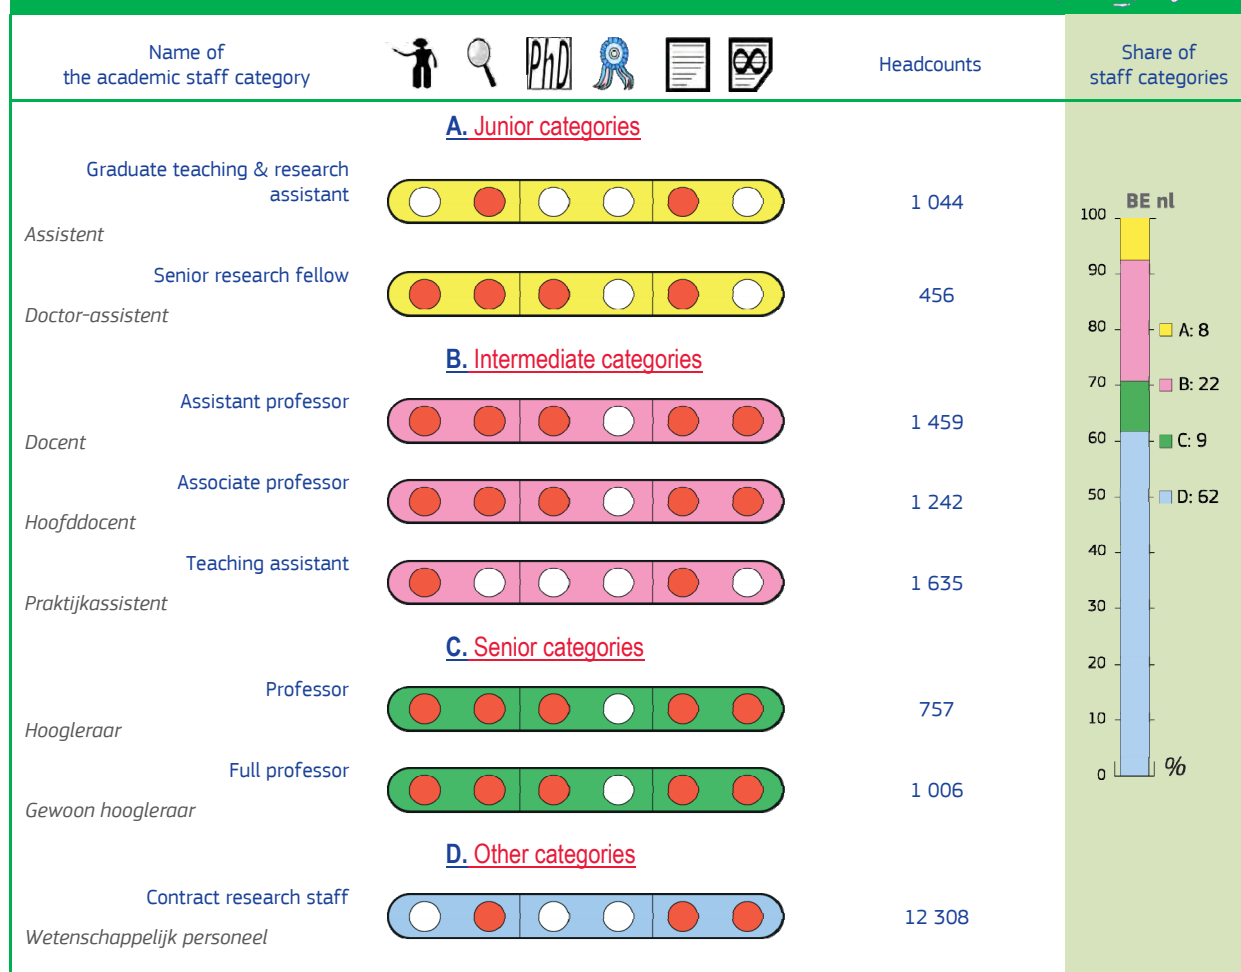 Name of
the academic staff category
PhD
Headcounts
Share of
staff categories
A. Junior categories
Graduate teaching & research
assistant
1 044
Assistent
Senior research fellow
456
Doctor-assistent
B. Intermediate categories
Assistant professor
1 459
Docent
Associate professor
1 242
Hoofddocent
Teaching assistant
1 635
Praktijkassistent
C. Senior categories
Professor
757
Hoogleraar
Full professor
1 006
Gewoon hoogleraar
D. Other categories
Contract research staff
12 308
Wetenschappelijk personeel
BE nl
100
90
80
A: 8
70
B: 22
60
C: 9
50
D: 62
40
30
20
10
0
%